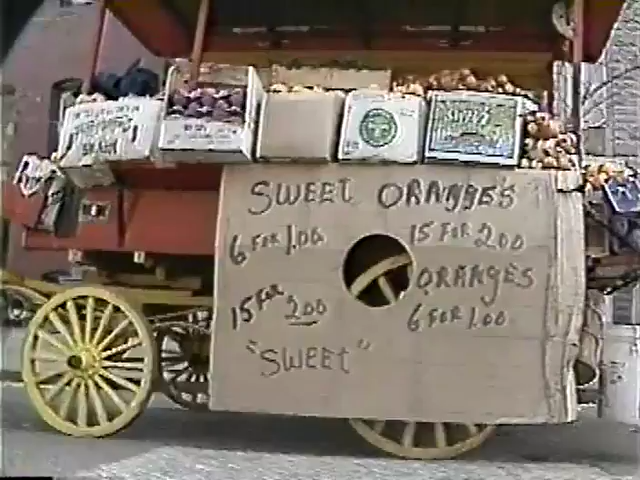 SWEET ORANGES
6 FOR 1.00 15 FOR 2.00
ORANGES
15 FOR 2.00 6 FOR 1.00
"SWEET"